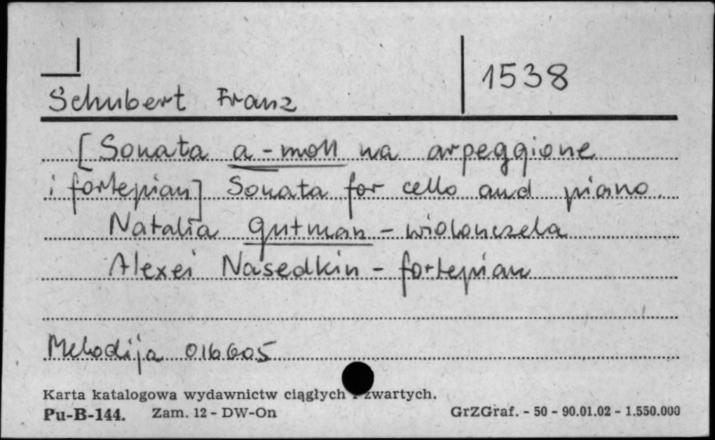 1538
Schubert Franz
[Sonata a-moll na arpeggione
i fortepian] Sonata for cello and piano.
Natalia Gutman - wiolonczela
Alexei Nasedkin - fortepian
Melodija 016605
Karta katalogowa wydawnictw ciągłych i zwartych.
Pu-B-144. Zam. 12 - DW-On GrZGraf. - 50 - 90.01.02 - 1.550.000